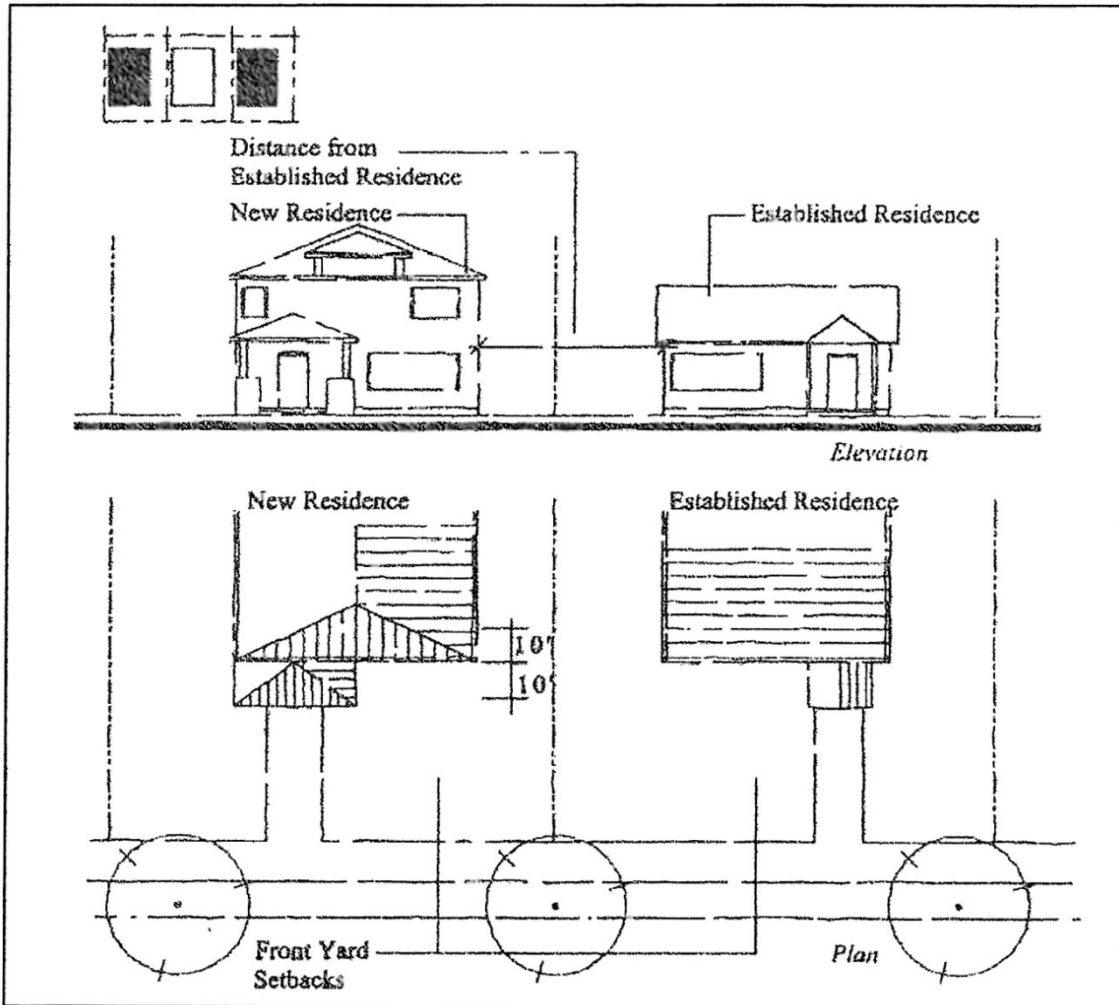 Distance from
Established Residence
New Residence
Established Residence
Elevation
New Residence
Established Residence
10'
10'
Front Yard
Setbacks
Plan